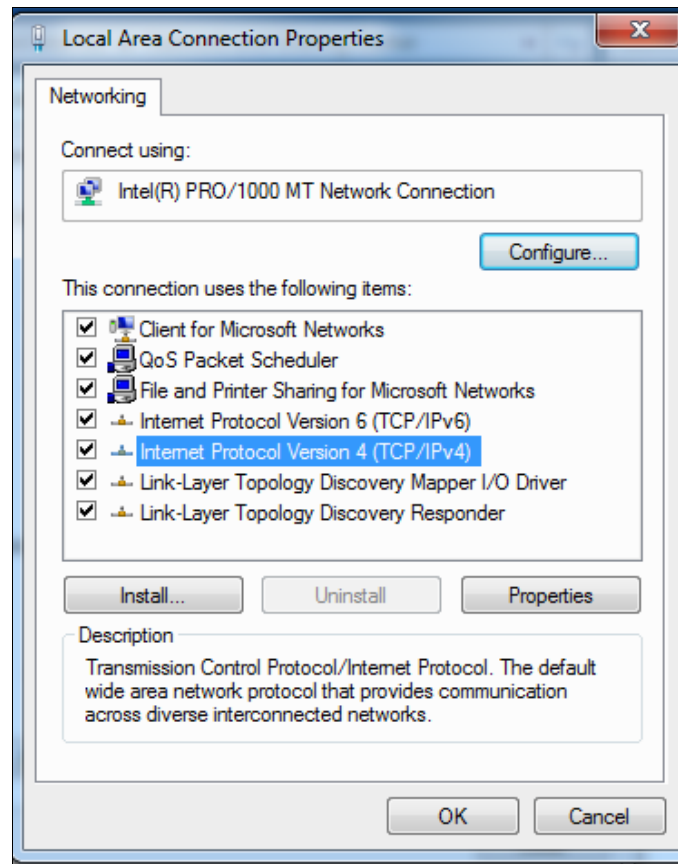 Local Area Connection Properties
Networking
Connect using:
Intel(R) PRO/1000 MT Network Connection
Configure...
This connection uses the following items:
Client for Microsoft Networks
QoS Packet Scheduler
File and Printer Sharing for Microsoft Networks
Internet Protocol Version 6 (TCP/IPv6)
Internet Protocol Version 4 (TCP/IPv4)
Link-Layer Topology Discovery Mapper I/O Driver
Link-Layer Topology Discovery Responder
Install... Uninstall Properties
Description
Transmission Control Protocol/Internet Protocol. The default
wide area network protocol that provides communication
across diverse interconnected networks.
OK Cancel